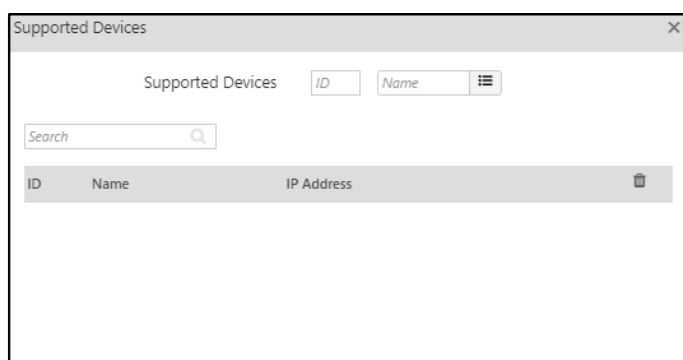 Supported Devices
Supported Devices ID Name
Search
ID Name IP Address